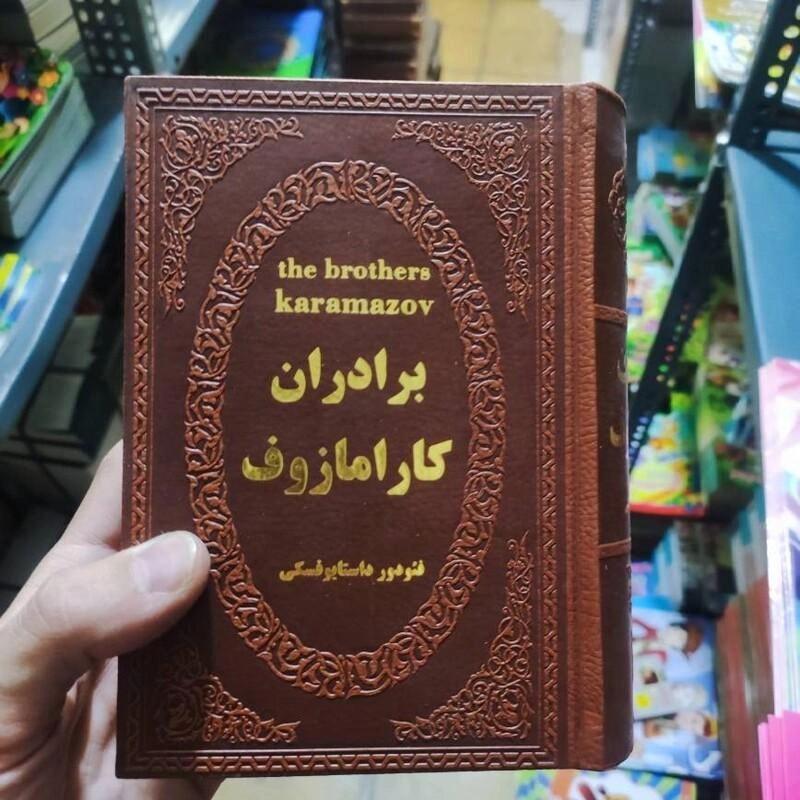 the brothers
karamazov
برادران
کارامازوف
فئودور داستایوفسکی